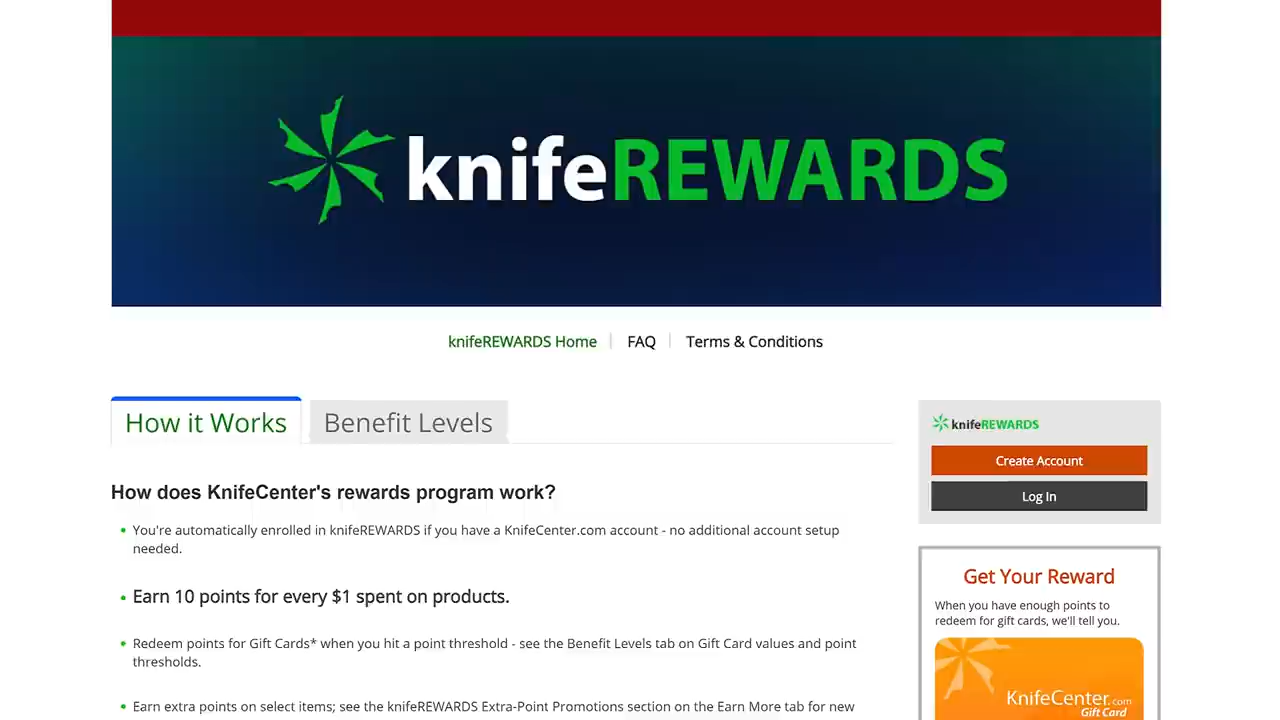 knifeREWARDS
knifeREWARDS Home
FAQ
Terms & Conditions
How it Works
Benefit Levels
How does KnifeCenter's rewards program work?
You're automatically enrolled in knifeREWARDS if you have a KnifeCenter.com account - no additional account setup
needed.
Earn 10 points for every $1 spent on products.
Redeem points for Gift Cards* when you hit a point threshold - see the Benefit Levels tab on Gift Card values and point
thresholds.
Earn extra points on select items; see the knifeREWARDS Extra-Point Promotions section on the Earn More tab for new
knifeREWARDS
Create Account
Log In
Get Your Reward
When you have enough points to
redeem for gift cards, we'll tell you.
KnifeCenter.com
Gift Card